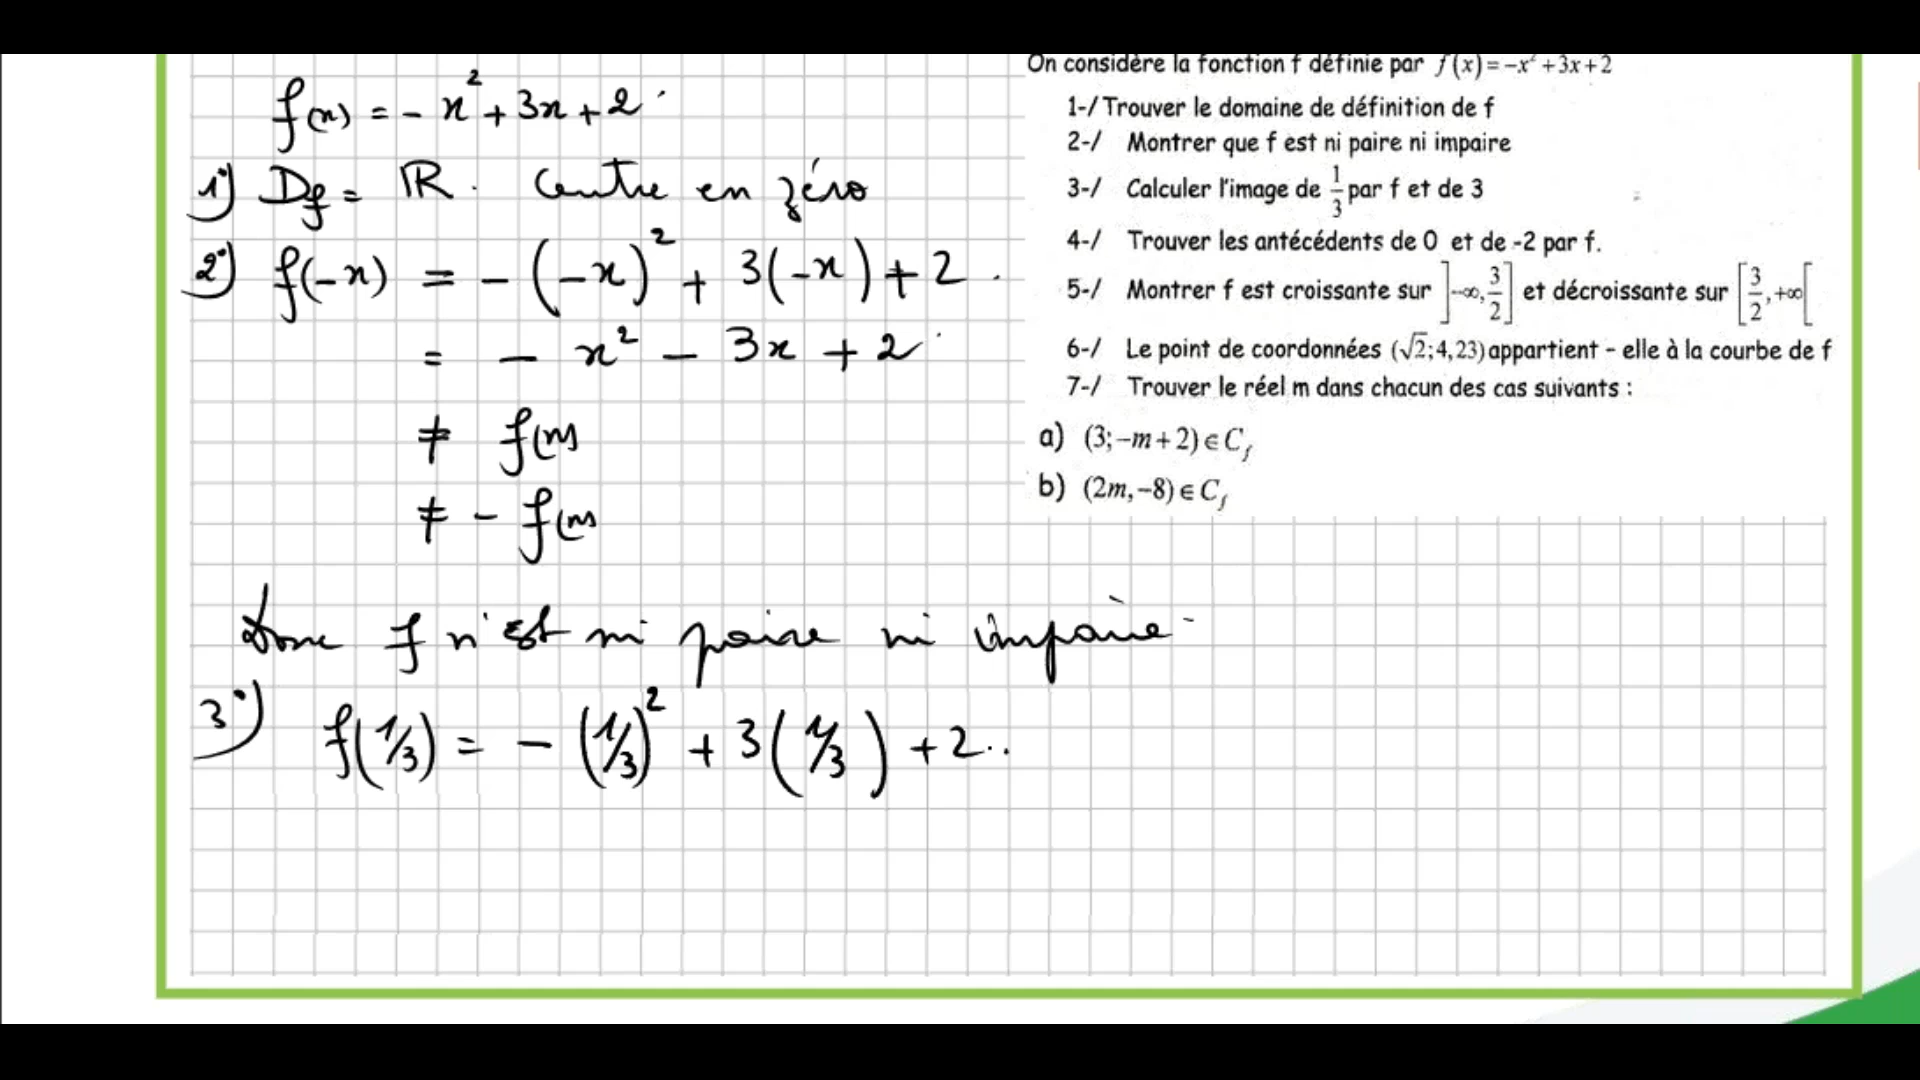 f(x) = - x² + 3x + 2.
1°) Df = ℝ. Centre en zéro
2°) f(-x) = - (-x)² + 3(-x) + 2.
= - x² - 3x + 2.
≠ f(x)
≠ - f(x)
Donc f n'est ni paire ni impaire.
3°) f(1/3) = - (1/3)² + 3(1/3) + 2..
On considère la fonction f définie par f(x) = -x² + 3x + 2
1-/ Trouver le domaine de définition de f
2-/ Montrer que f est ni paire ni impaire
3-/ Calculer l'image de 1/3 par f et de 3
4-/ Trouver les antécédents de 0 et de -2 par f.
5-/ Montrer f est croissante sur ]-∞, 3/2] et décroissante sur [3/2, +∞[
6-/ Le point de coordonnées (√2; 4,23) appartient - elle à la courbe de f
7-/ Trouver le réel m dans chacun des cas suivants :
a) (3; -m + 2) ∈ C_f
b) (2m, -8) ∈ C_f